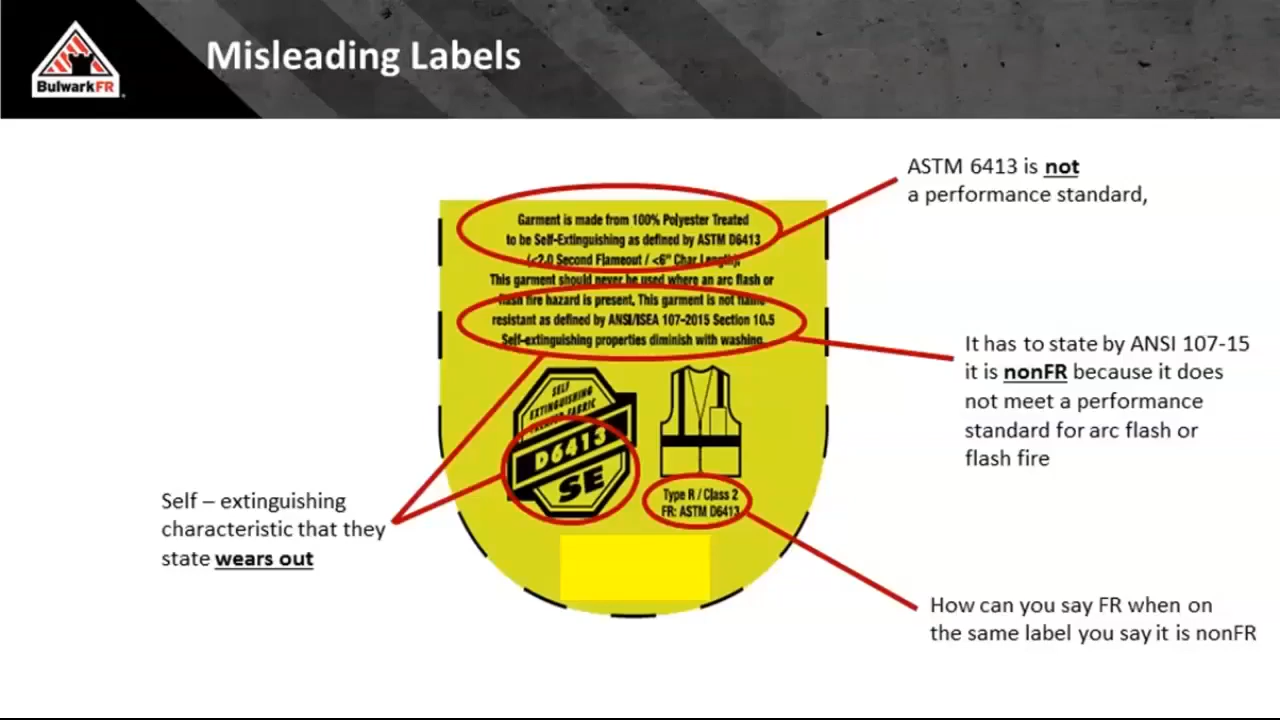 BulwarkFR
Misleading Labels
ASTM 6413 is not
a performance standard,
Garment is made from 100% Polyester Treated
to be Self-Extinguishing as defined by ASTM D6413
(<2.0 Second Flameout / <6" Char Length).
This garment should never be used where an arc flash or
flash fire hazard is present. This garment is not flame
resistant as defined by ANSI/ISEA 107-2015 Section 10.5
Self-extinguishing properties diminish with washing.
It has to state by ANSI 107-15
it is nonFR because it does
not meet a performance
standard for arc flash or
flash fire
SELF
EXTINGUISHING
TREATED FABRIC
D6413
SE
Type R / Class 2
FR: ASTM D6413
Self – extinguishing
characteristic that they
state wears out
How can you say FR when on
the same label you say it is nonFR